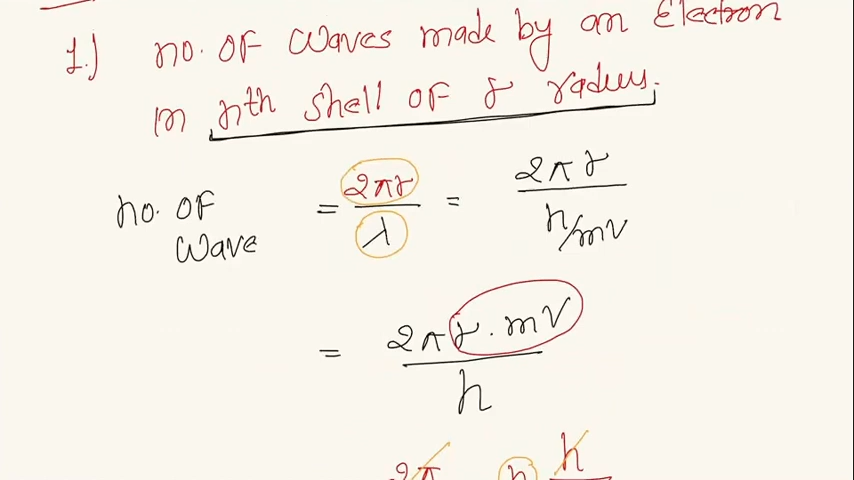 1.) no. OF waves made by an Electron
in nth shell OF r radius.
no. OF = 2πr/λ = 2πr/h/mv
wave
= 2πr.mv/h
2π n h